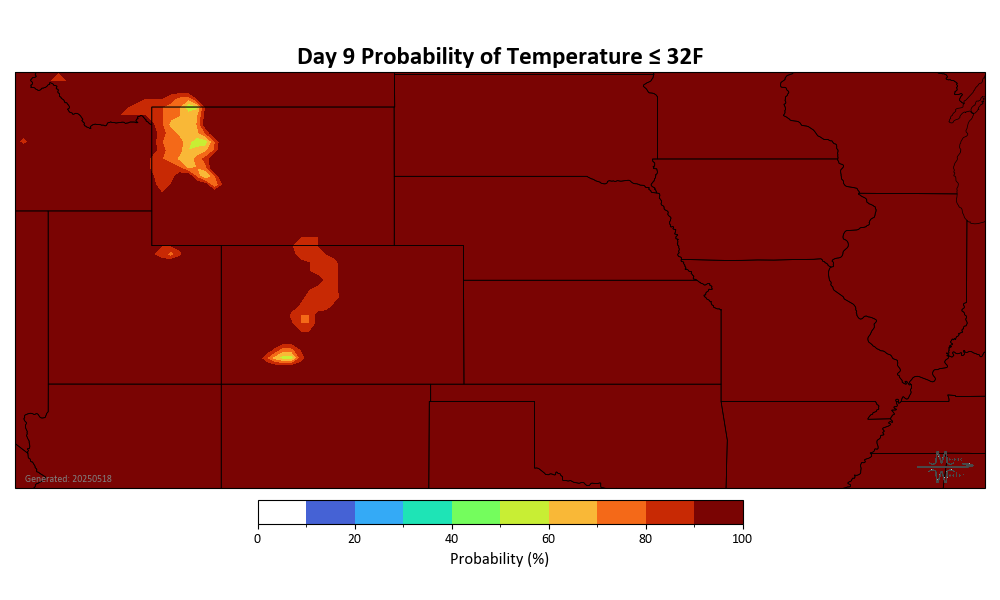 Day 9 Probability of Temperature ≤ 32F
Generated: 20250518
0 20 40 60 80 100
Probability (%)